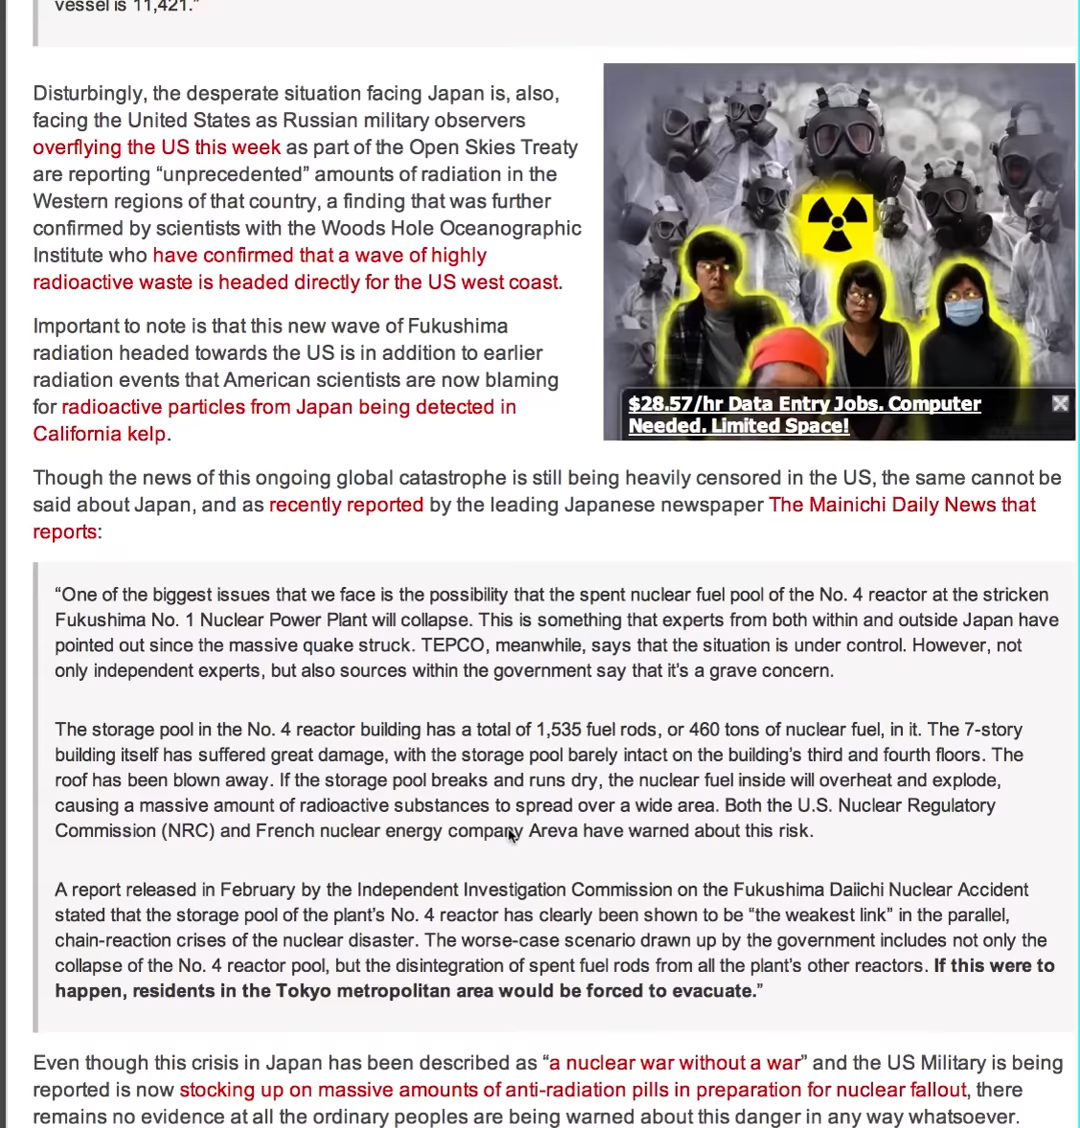 vessel is 11,421.”
Disturbingly, the desperate situation facing Japan is, also,
facing the United States as Russian military observers
overflying the US this week as part of the Open Skies Treaty
are reporting “unprecedented” amounts of radiation in the
Western regions of that country, a finding that was further
confirmed by scientists with the Woods Hole Oceanographic
Institute who have confirmed that a wave of highly
radioactive waste is headed directly for the US west coast.
Important to note is that this new wave of Fukushima
radiation headed towards the US is in addition to earlier
radiation events that American scientists are now blaming
for radioactive particles from Japan being detected in
California kelp.
$28.57/hr Data Entry Jobs. Computer
Needed. Limited Space!
Though the news of this ongoing global catastrophe is still being heavily censored in the US, the same cannot be
said about Japan, and as recently reported by the leading Japanese newspaper The Mainichi Daily News that
reports:
“One of the biggest issues that we face is the possibility that the spent nuclear fuel pool of the No. 4 reactor at the stricken
Fukushima No. 1 Nuclear Power Plant will collapse. This is something that experts from both within and outside Japan have
pointed out since the massive quake struck. TEPCO, meanwhile, says that the situation is under control. However, not
only independent experts, but also sources within the government say that it’s a grave concern.
The storage pool in the No. 4 reactor building has a total of 1,535 fuel rods, or 460 tons of nuclear fuel, in it. The 7-story
building itself has suffered great damage, with the storage pool barely intact on the building’s third and fourth floors. The
roof has been blown away. If the storage pool breaks and runs dry, the nuclear fuel inside will overheat and explode,
causing a massive amount of radioactive substances to spread over a wide area. Both the U.S. Nuclear Regulatory
Commission (NRC) and French nuclear energy company Areva have warned about this risk.
A report released in February by the Independent Investigation Commission on the Fukushima Daiichi Nuclear Accident
stated that the storage pool of the plant’s No. 4 reactor has clearly been shown to be “the weakest link” in the parallel,
chain-reaction crises of the nuclear disaster. The worse-case scenario drawn up by the government includes not only the
collapse of the No. 4 reactor pool, but the disintegration of spent fuel rods from all the plant’s other reactors. If this were to
happen, residents in the Tokyo metropolitan area would be forced to evacuate.”
Even though this crisis in Japan has been described as “a nuclear war without a war” and the US Military is being
reported is now stocking up on massive amounts of anti-radiation pills in preparation for nuclear fallout, there
remains no evidence at all the ordinary peoples are being warned about this danger in any way whatsoever.